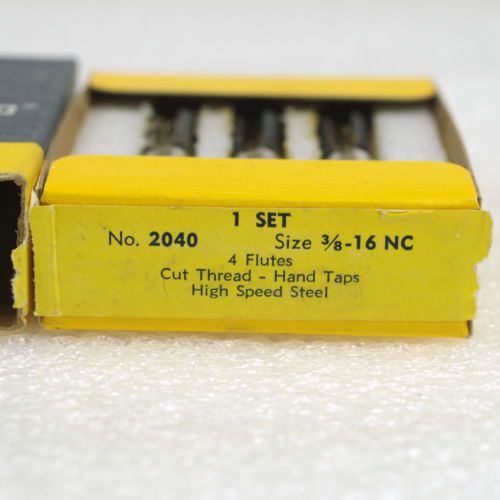 1 SET
No. 2040 Size 3/8-16 NC
4 Flutes
Cut Thread - Hand Taps
High Speed Steel